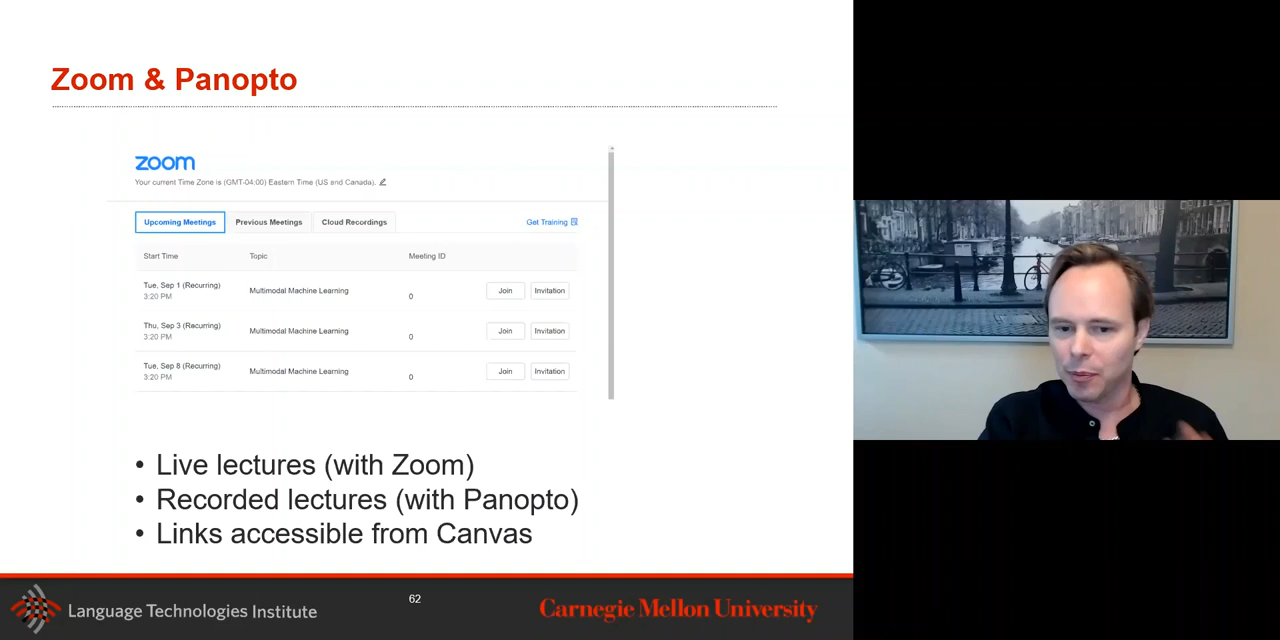 Zoom & Panopto
zoom
Your current Time Zone is (GMT-04:00) Eastern Time (US and Canada).
Upcoming Meetings
Previous Meetings
Cloud Recordings
Get Training
Start Time
Topic
Meeting ID
Tue, Sep 1 (Recurring)
3:20 PM
Multimodal Machine Learning
0
Join
Invitation
Thu, Sep 3 (Recurring)
3:20 PM
Multimodal Machine Learning
0
Join
Invitation
Tue, Sep 8 (Recurring)
3:20 PM
Multimodal Machine Learning
0
Join
Invitation
• Live lectures (with Zoom)
• Recorded lectures (with Panopto)
• Links accessible from Canvas
Language Technologies Institute
62
Carnegie Mellon University